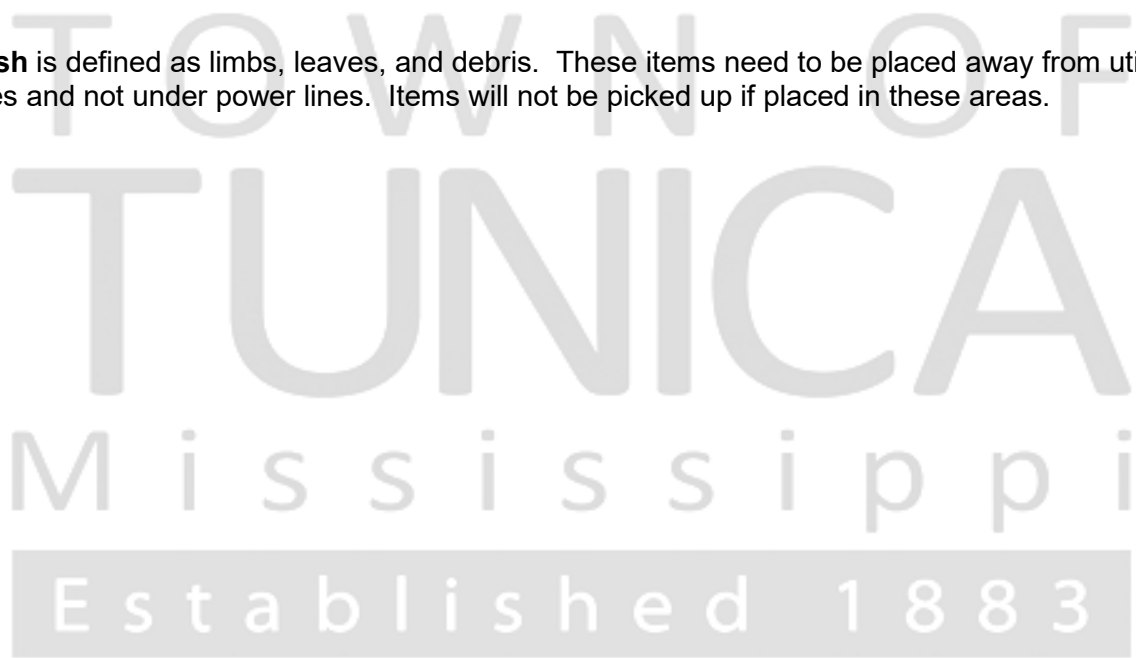 TOWN OF
sh is defined as limbs, leaves, and debris. These items need to be placed away from uti
es and not under power lines. Items will not be picked up if placed in these areas.
TUNICA
Mississippi
Established 1883